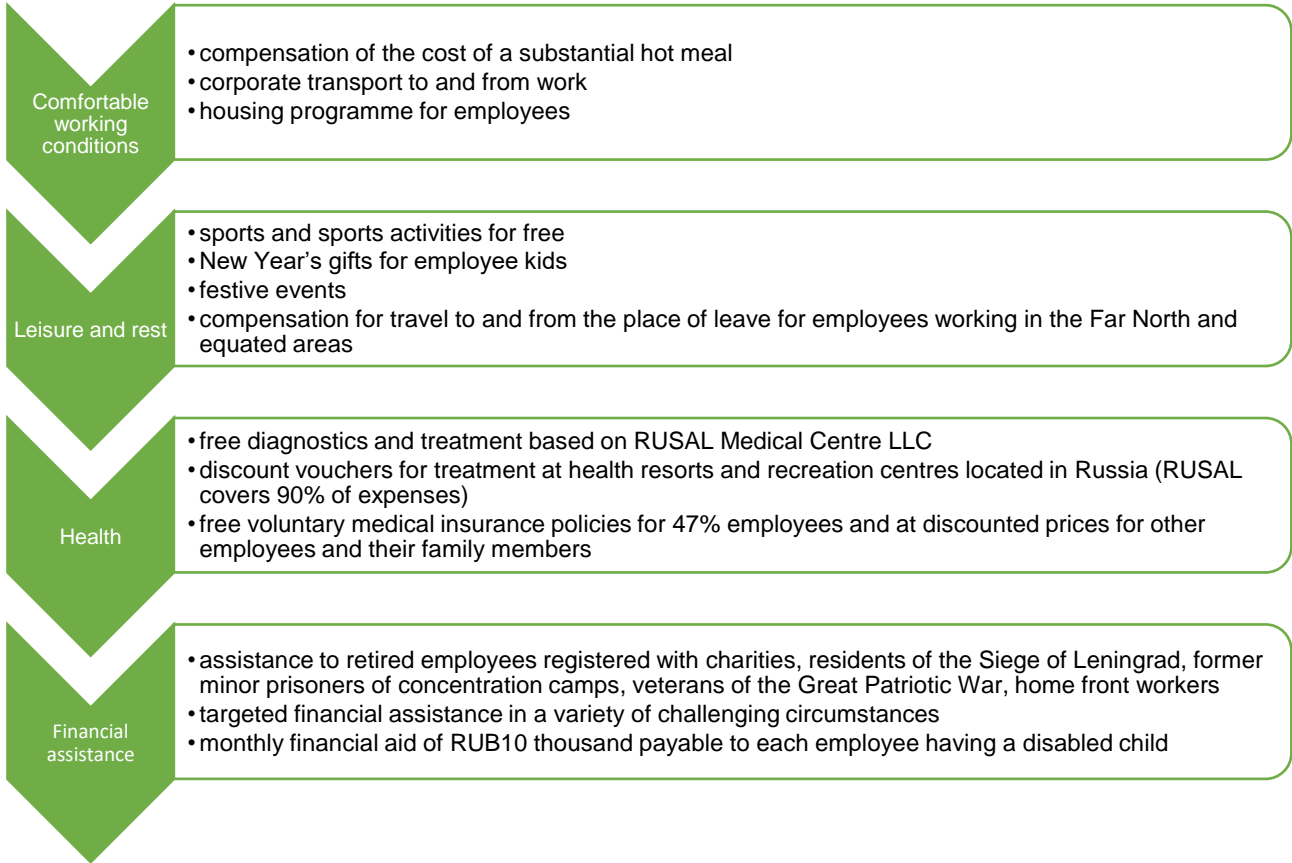 Comfortable
working
conditions
•compensation of the cost of a substantial hot meal
•corporate transport to and from work
•housing programme for employees
Leisure and rest
•sports and sports activities for free
•New Year’s gifts for employee kids
•festive events
•compensation for travel to and from the place of leave for employees working in the Far North and
equated areas
Health
•free diagnostics and treatment based on RUSAL Medical Centre LLC
•discount vouchers for treatment at health resorts and recreation centres located in Russia (RUSAL
covers 90% of expenses)
•free voluntary medical insurance policies for 47% employees and at discounted prices for other
employees and their family members
Financial
assistance
•assistance to retired employees registered with charities, residents of the Siege of Leningrad, former
minor prisoners of concentration camps, veterans of the Great Patriotic War, home front workers
•targeted financial assistance in a variety of challenging circumstances
•monthly financial aid of RUB10 thousand payable to each employee having a disabled child